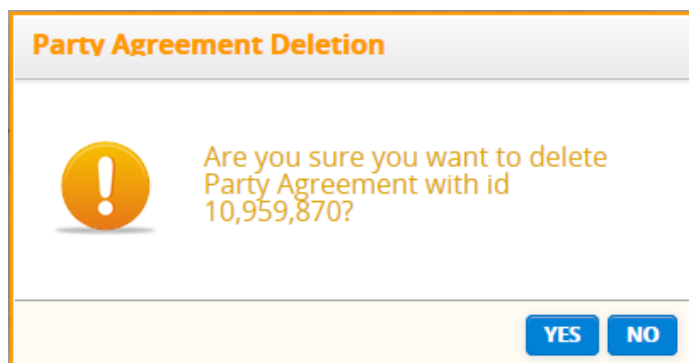 Party Agreement Deletion
Are you sure you want to delete
Party Agreement with id
10,959,870?
YES NO